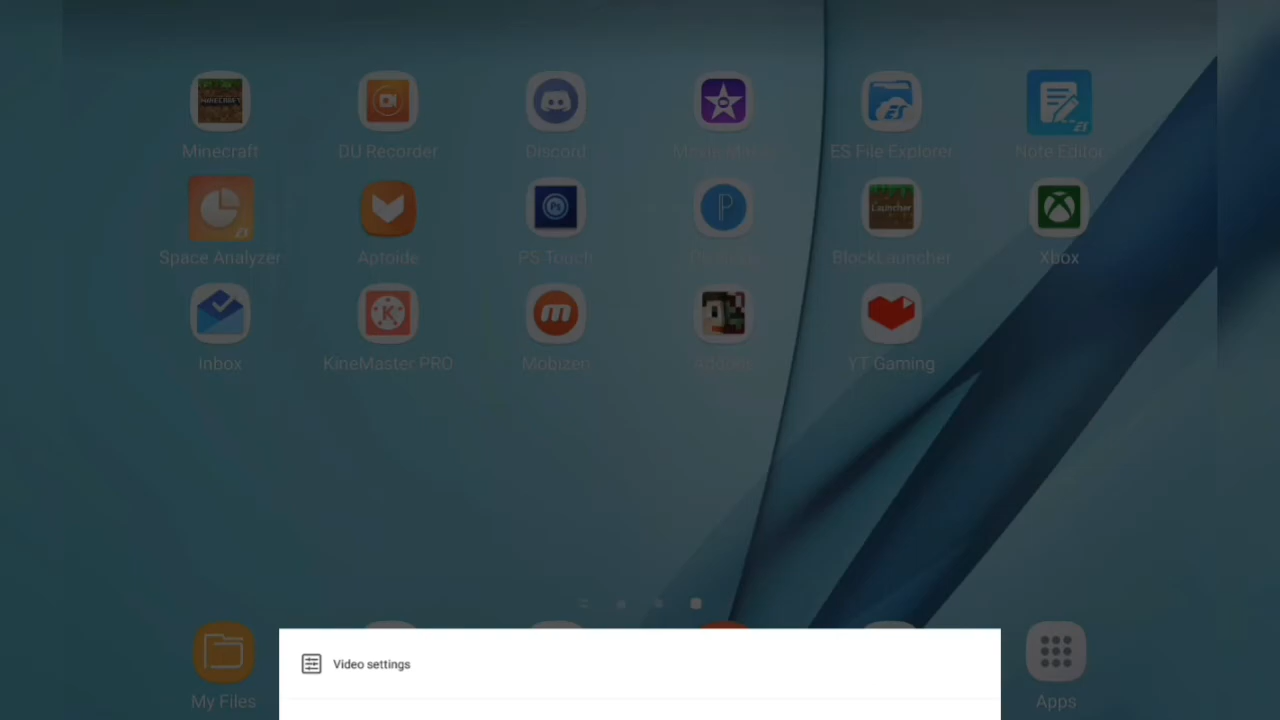 Minecraft
DU Recorder
Discord
ES File Explorer
Note Editor
Space Analyzer
Aptoide
PS Touch
BlockLauncher
Xbox
Inbox
KineMaster PRO
Mobizen
YT Gaming
Video settings
My Files
Apps